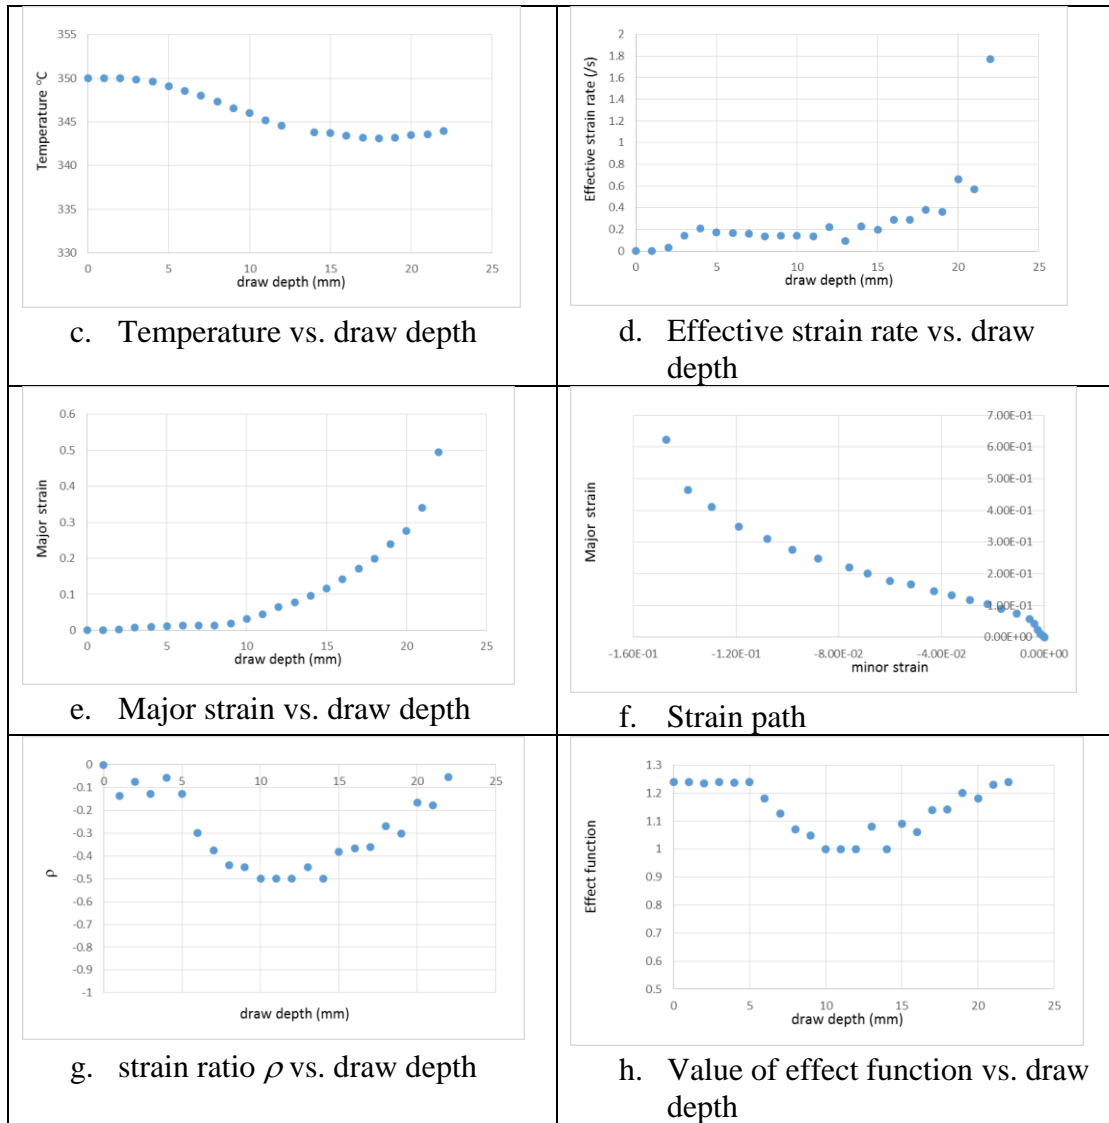 355
350
345
340
335
330
0
5
10
15
20
25
Temperature °C
draw depth (mm)
c. Temperature vs. draw depth
2
1.8
1.6
1.4
1.2
1
0.8
0.6
0.4
0.2
0
0
5
10
15
20
25
Effective strain rate (/s)
draw depth (mm)
d. Effective strain rate vs. draw
depth
0.6
0.5
0.4
0.3
0.2
0.1
0
0
5
10
15
20
25
Major strain
draw depth (mm)
e. Major strain vs. draw depth
7.00E-01
6.00E-01
5.00E-01
4.00E-01
3.00E-01
2.00E-01
1.00E-01
0.00E+00
-1.60E-01
-1.20E-01
-8.00E-02
-4.00E-02
0.00E+00
Major strain
minor strain
f. Strain path
0
-0.1
-0.2
-0.3
-0.4
-0.5
-0.6
-0.7
-0.8
-0.9
-1
0
5
10
15
20
25
ρ
draw depth (mm)
g. strain ratio ρ vs. draw depth
1.3
1.2
1.1
1
0.9
0.8
0.7
0.6
0.5
0
5
10
15
20
25
Effect function
draw depth (mm)
h. Value of effect function vs. draw
depth